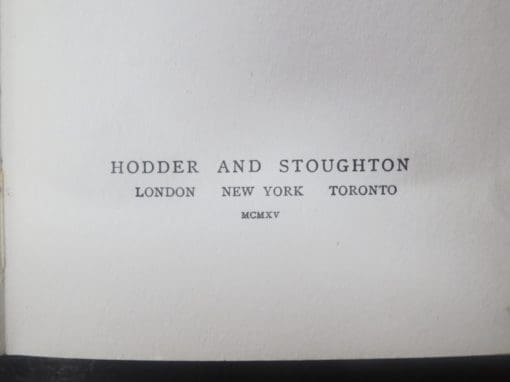 HODDER AND STOUGHTON
LONDON NEW YORK TORONTO
MCMXV